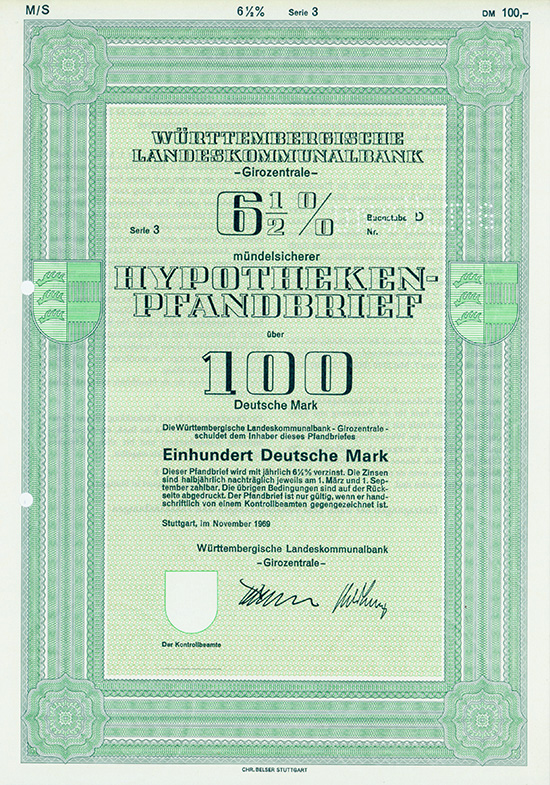 M/S 6½% Serie 3 DM 100,–
WÜRTTEMBERGISCHE
LANDESKOMMUNALBANK
–Girozentrale–
Serie 3 6½% Buchstabe D
Nr.
mündelsicherer
HYPOTHEKEN-
PFANDBRIEF
über
100
Deutsche Mark
Die Württembergische Landeskommunalbank - Girozentrale -
schuldet dem Inhaber dieses Pfandbriefes
Einhundert Deutsche Mark
Dieser Pfandbrief wird mit jährlich 6½% verzinst. Die Zinsen
sind halbjährlich nachträglich jeweils am 1. März und 1. Sep-
tember zahlbar. Die übrigen Bedingungen sind auf der Rück-
seite abgedruckt. Der Pfandbrief ist nur gültig, wenn er hand-
schriftlich von einem Kontrollbeamten gegengezeichnet ist.
Stuttgart, im November 1969
Württembergische Landeskommunalbank
–Girozentrale–
Der Kontrollbeamte
CHR. BELSER STUTTGART